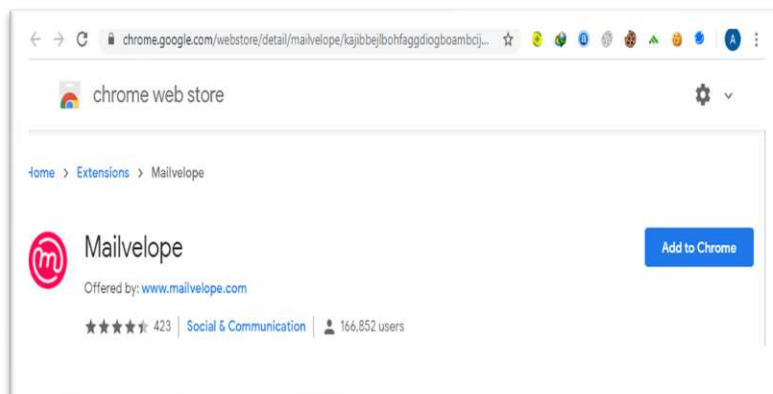 chrome.google.com/webstore/detail/mailvelope/kajibbejlbohfaggdiogboambcij...
A
chrome web store
Home > Extensions > Mailvelope
Mailvelope
Add to Chrome
Offered by: www.mailvelope.com
423 | Social & Communication | 166,852 users